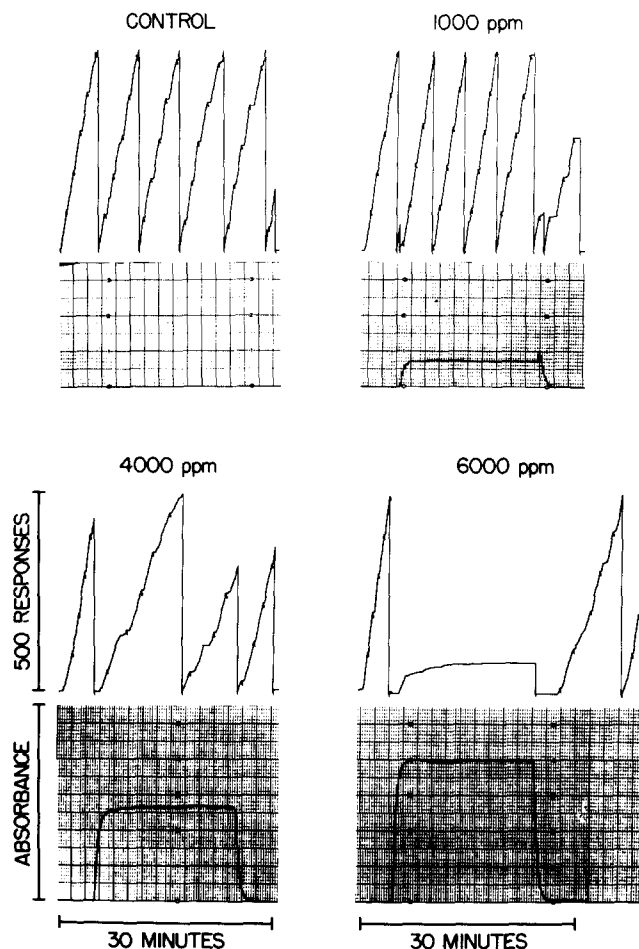 CONTROL
1000 ppm
4000 ppm
6000 ppm
500 RESPONSES
ABSORBANCE
30 MINUTES
30 MINUTES